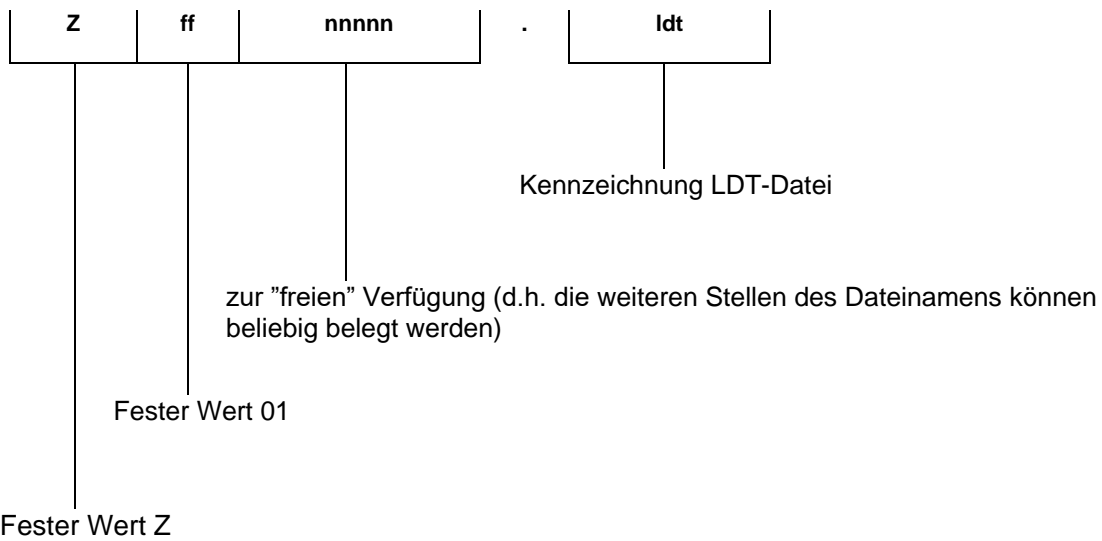 Z ff nnnnn . ldt
Kennzeichnung LDT-Datei
zur ”freien” Verfügung (d.h. die weiteren Stellen des Dateinamens können
beliebig belegt werden)
Fester Wert 01
Fester Wert Z